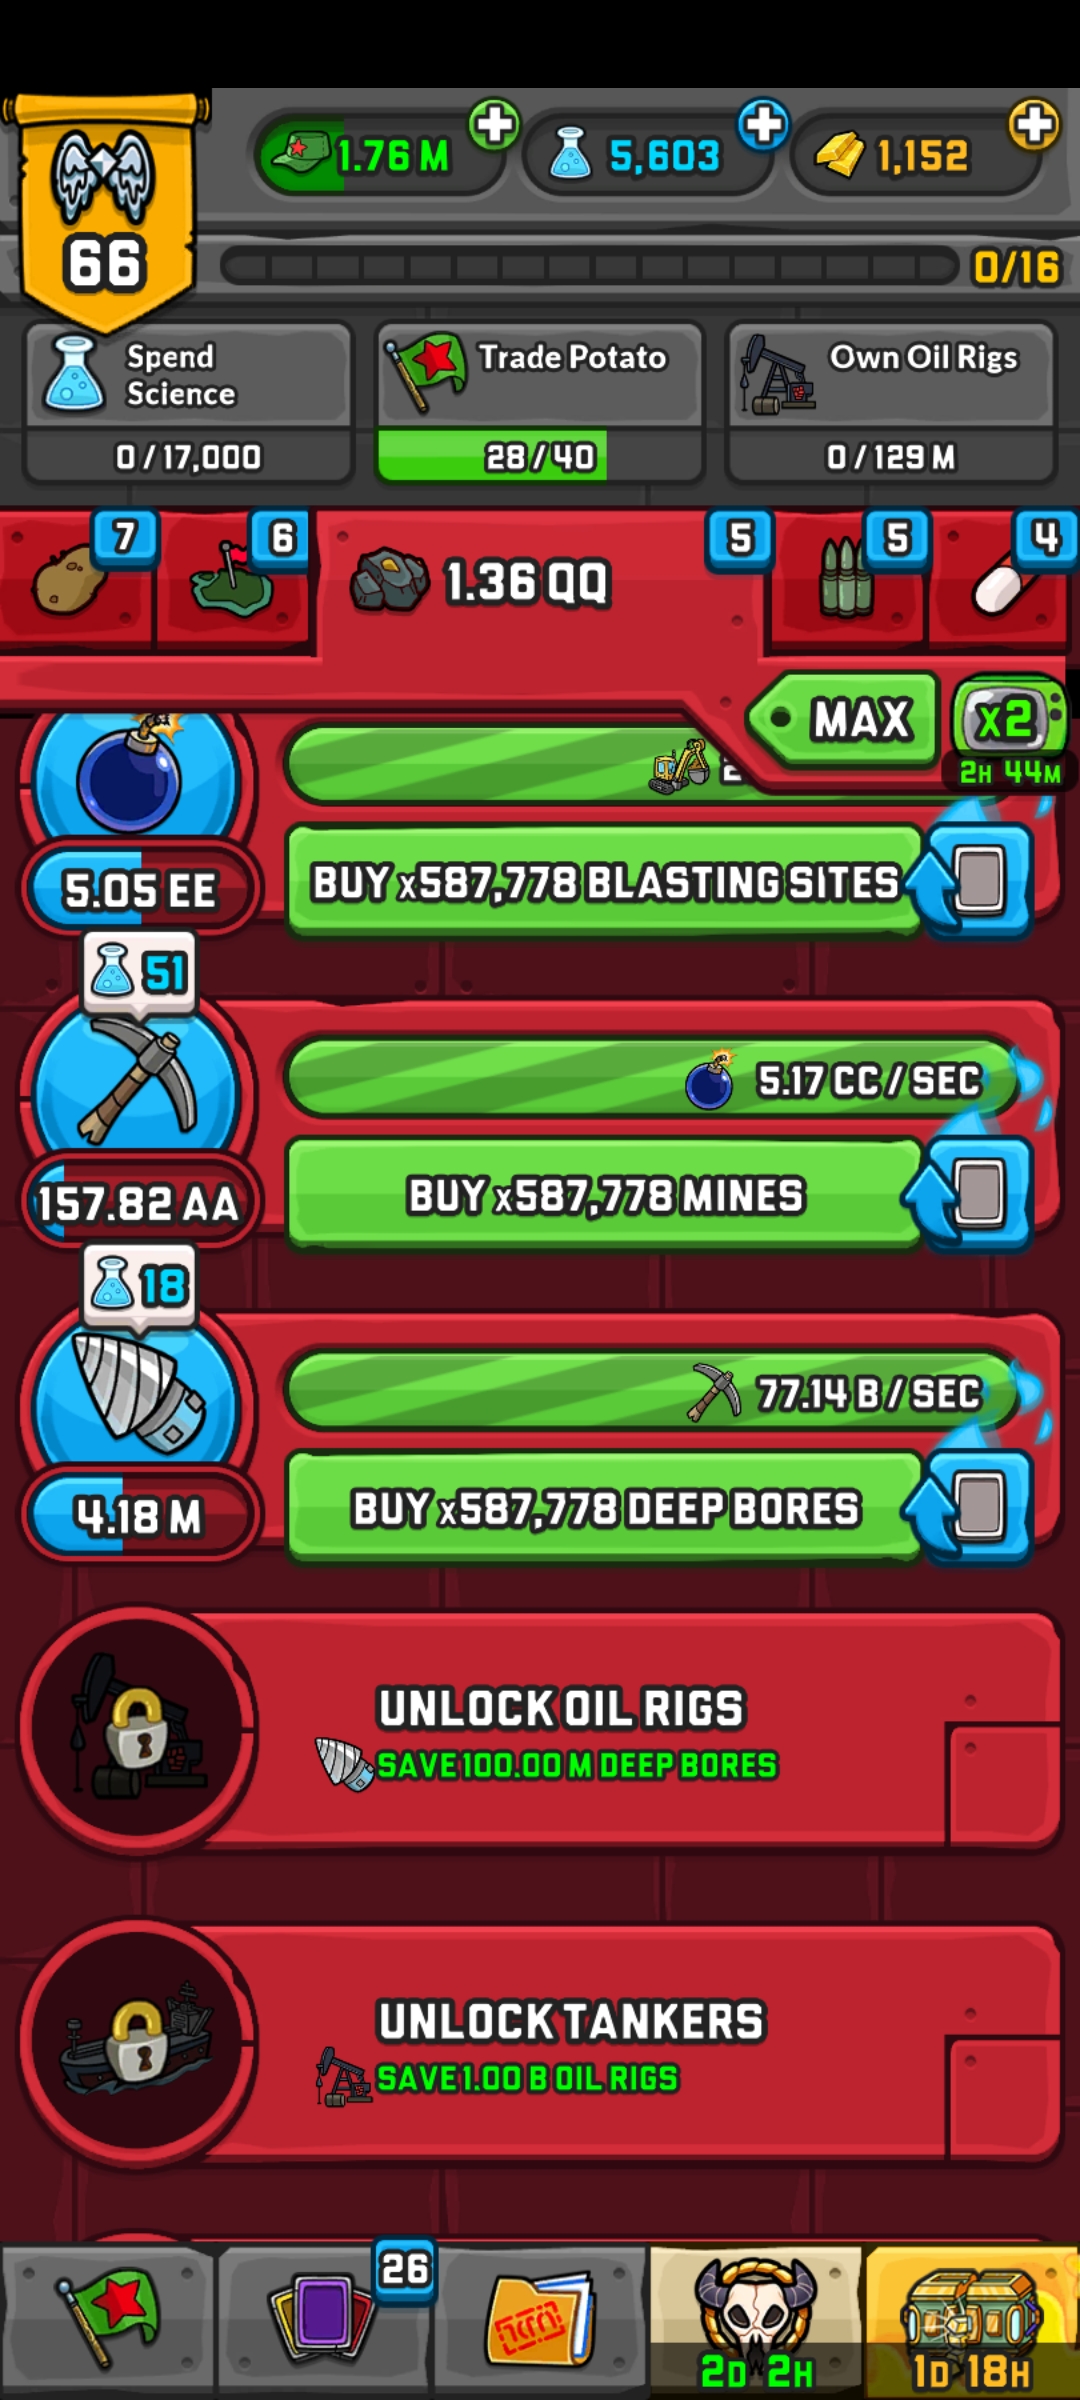 66
1.76 M
5,603
1,152
0/16
Spend
Science
0/17,000
Trade Potato
28/40
Own Oil Rigs
0/129 M
7
6
1.36 QQ
5
5
4
MAX
x2
2H 44M
5.05 EE
BUY x587,778 BLASTING SITES
51
5.17 CC / SEC
157.82 AA
BUY x587,778 MINES
18
77.14 B / SEC
4.18 M
BUY x587,778 DEEP BORES
UNLOCK OIL RIGS
SAVE 100.00 M DEEP BORES
UNLOCK TANKERS
SAVE 1.00 B OIL RIGS
26
2D 2H
1D 18H